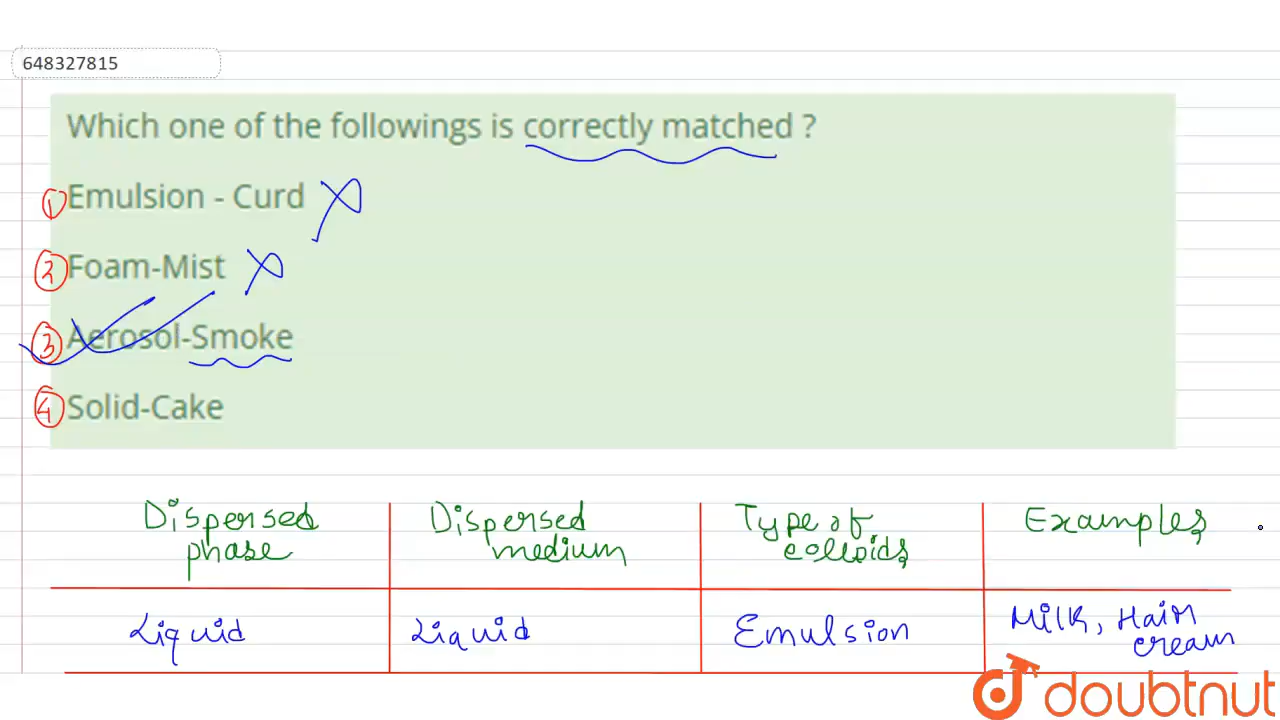 648327815
Which one of the followings is correctly matched ?
① Emulsion - Curd
② Foam-Mist
③ Aerosol-Smoke
④ Solid-Cake
Dispersed phase Dispersed medium Type of colloids Examples
Liquid Liquid Emulsion Milk, Hair cream
doubtnut